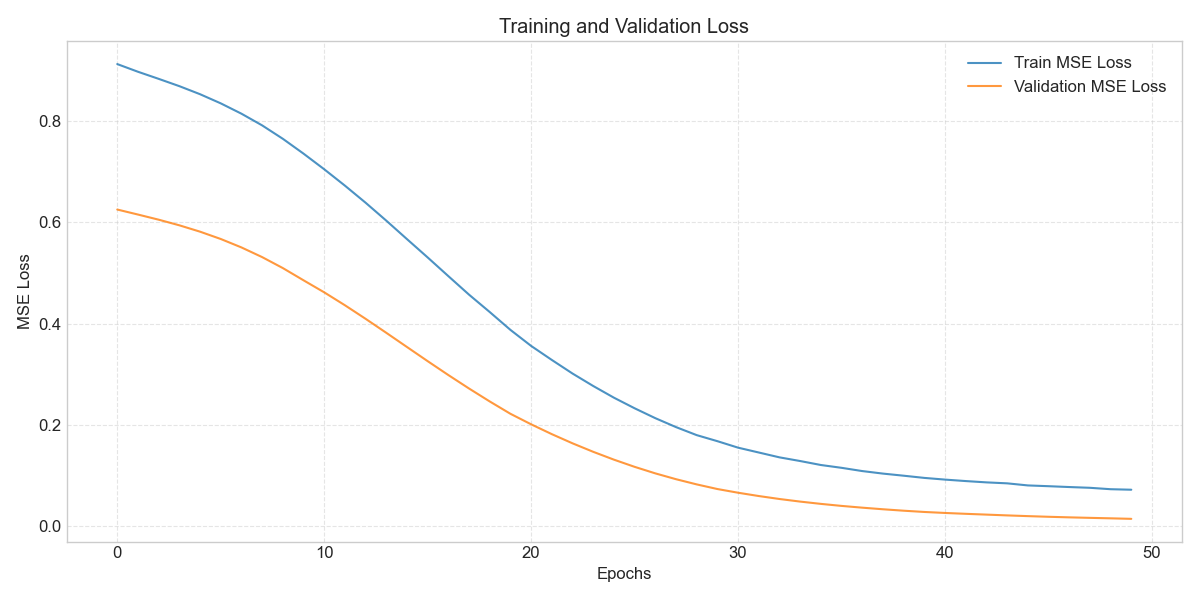 Training and Validation Loss
Train MSE Loss
Validation MSE Loss
MSE Loss
0.8
0.6
0.4
0.2
0.0
0 10 20 30 40 50
Epochs